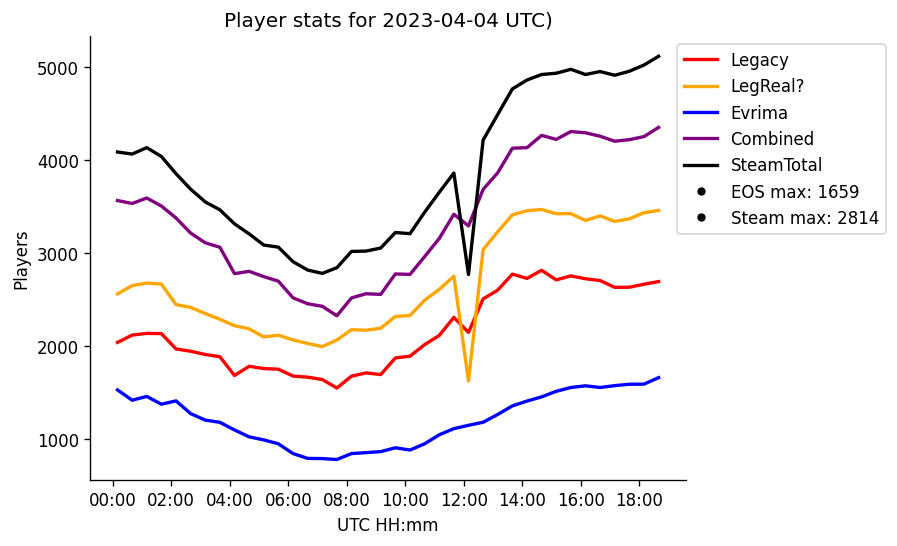 Player stats for 2023-04-04 UTC)
5000
4000
3000
2000
1000
Players
00:00 02:00 04:00 06:00 08:00 10:00 12:00 14:00 16:00 18:00
UTC HH:mm
Legacy
LegReal?
Evrima
Combined
SteamTotal
EOS max: 1659
Steam max: 2814